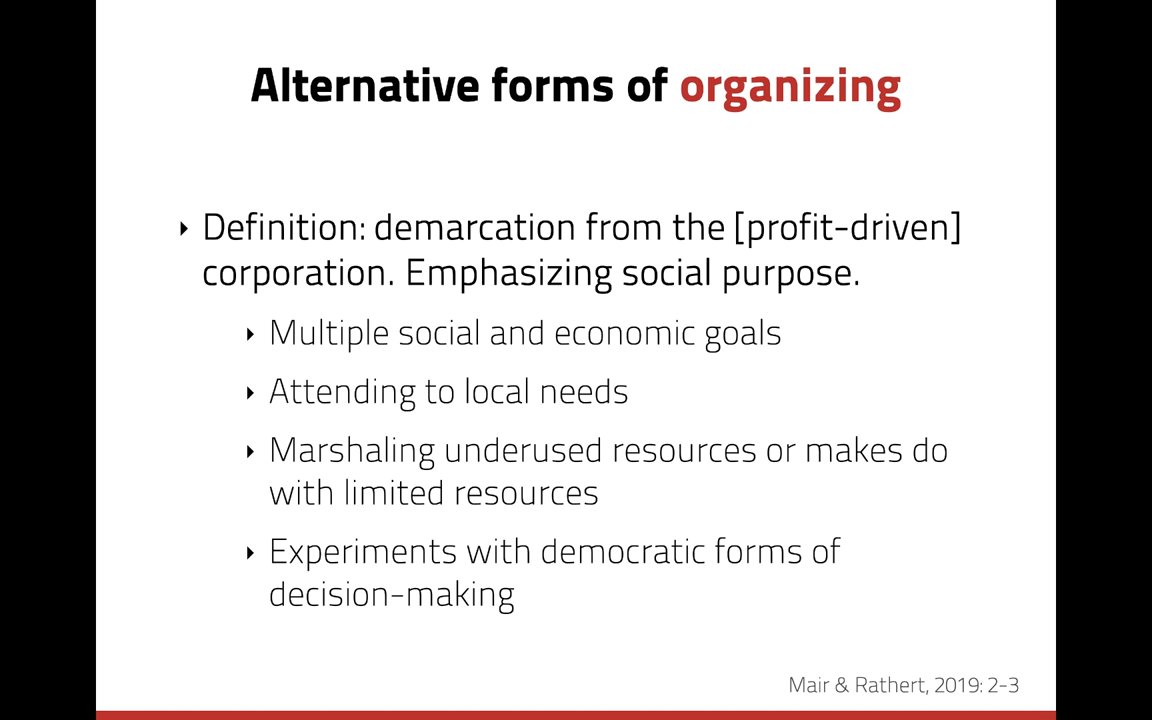 Alternative forms of organizing
Definition: demarcation from the [profit-driven]
corporation. Emphasizing social purpose.
Multiple social and economic goals
Attending to local needs
Marshaling underused resources or makes do
with limited resources
Experiments with democratic forms of
decision-making
Mair & Rathert, 2019: 2-3